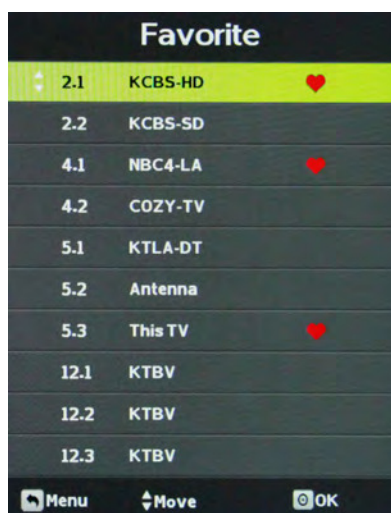 Favorite
2.1 KCBS-HD
2.2 KCBS-SD
4.1 NBC4-LA
4.2 COZY-TV
5.1 KTLA-DT
5.2 Antenna
5.3 This TV
12.1 KTBV
12.2 KTBV
12.3 KTBV
Menu Move OK